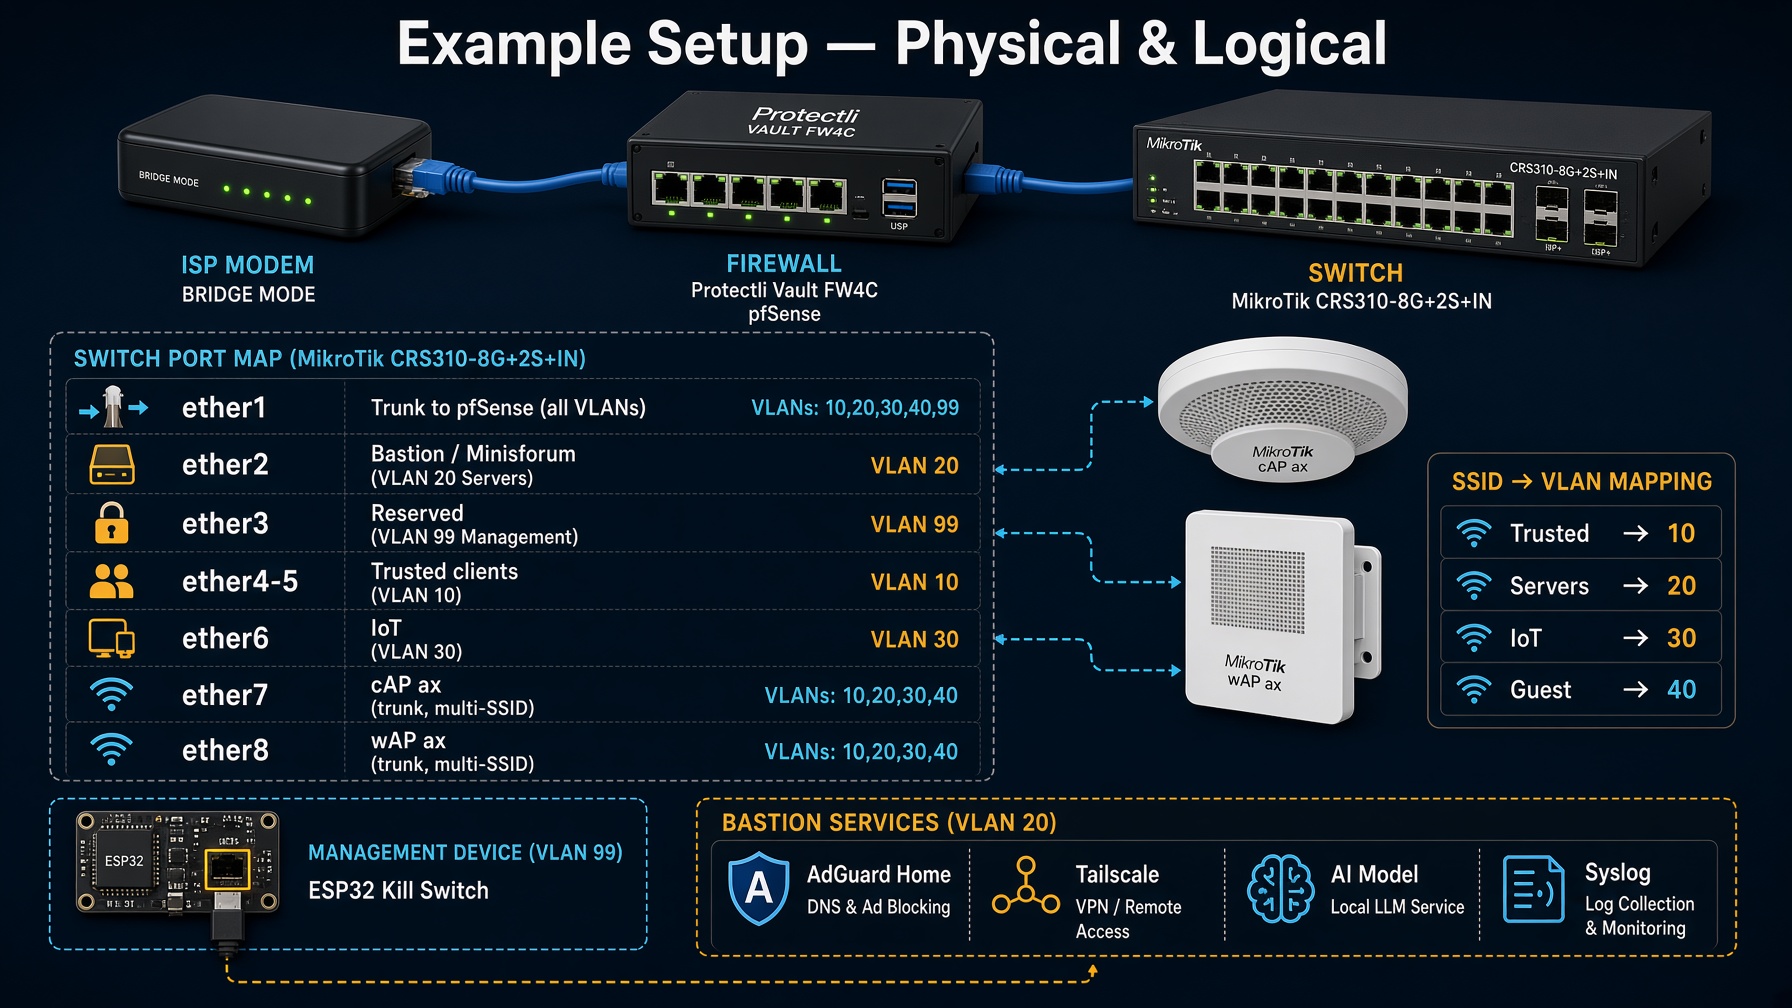 Example Setup — Physical & Logical
BRIDGE MODE
Protectli
VAULT FW4C
USP
MikroTik
CRS310-8G+2S+IN
ISP MODEM
BRIDGE MODE
FIREWALL
Protectli Vault FW4C
pfSense
SWITCH
MikroTik CRS310-8G+2S+IN
SWITCH PORT MAP (MikroTik CRS310-8G+2S+IN)
ether1 Trunk to pfSense (all VLANs) VLANs: 10,20,30,40,99
ether2 Bastion / Minisforum
(VLAN 20 Servers) VLAN 20
ether3 Reserved
(VLAN 99 Management) VLAN 99
ether4-5 Trusted clients
(VLAN 10) VLAN 10
ether6 IoT
(VLAN 30) VLAN 30
ether7 cAP ax
(trunk, multi-SSID) VLANs: 10,20,30,40
ether8 wAP ax
(trunk, multi-SSID) VLANs: 10,20,30,40
MikroTik
cAP ax
MikroTik
wAP ax
SSID → VLAN MAPPING
Trusted → 10
Servers → 20
IoT → 30
Guest → 40
ESP32
MANAGEMENT DEVICE (VLAN 99)
ESP32 Kill Switch
BASTION SERVICES (VLAN 20)
A
AdGuard Home
DNS & Ad Blocking
Tailscale
VPN / Remote
Access
AI Model
Local LLM Service
Syslog
Log Collection
& Monitoring